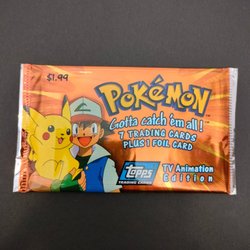 $1.99
POKéMON
Gotta catch 'em all!
7 TRADING CARDS
PLUS 1 FOIL CARD
topps
TRADING CARDS
TV Animation
Edition